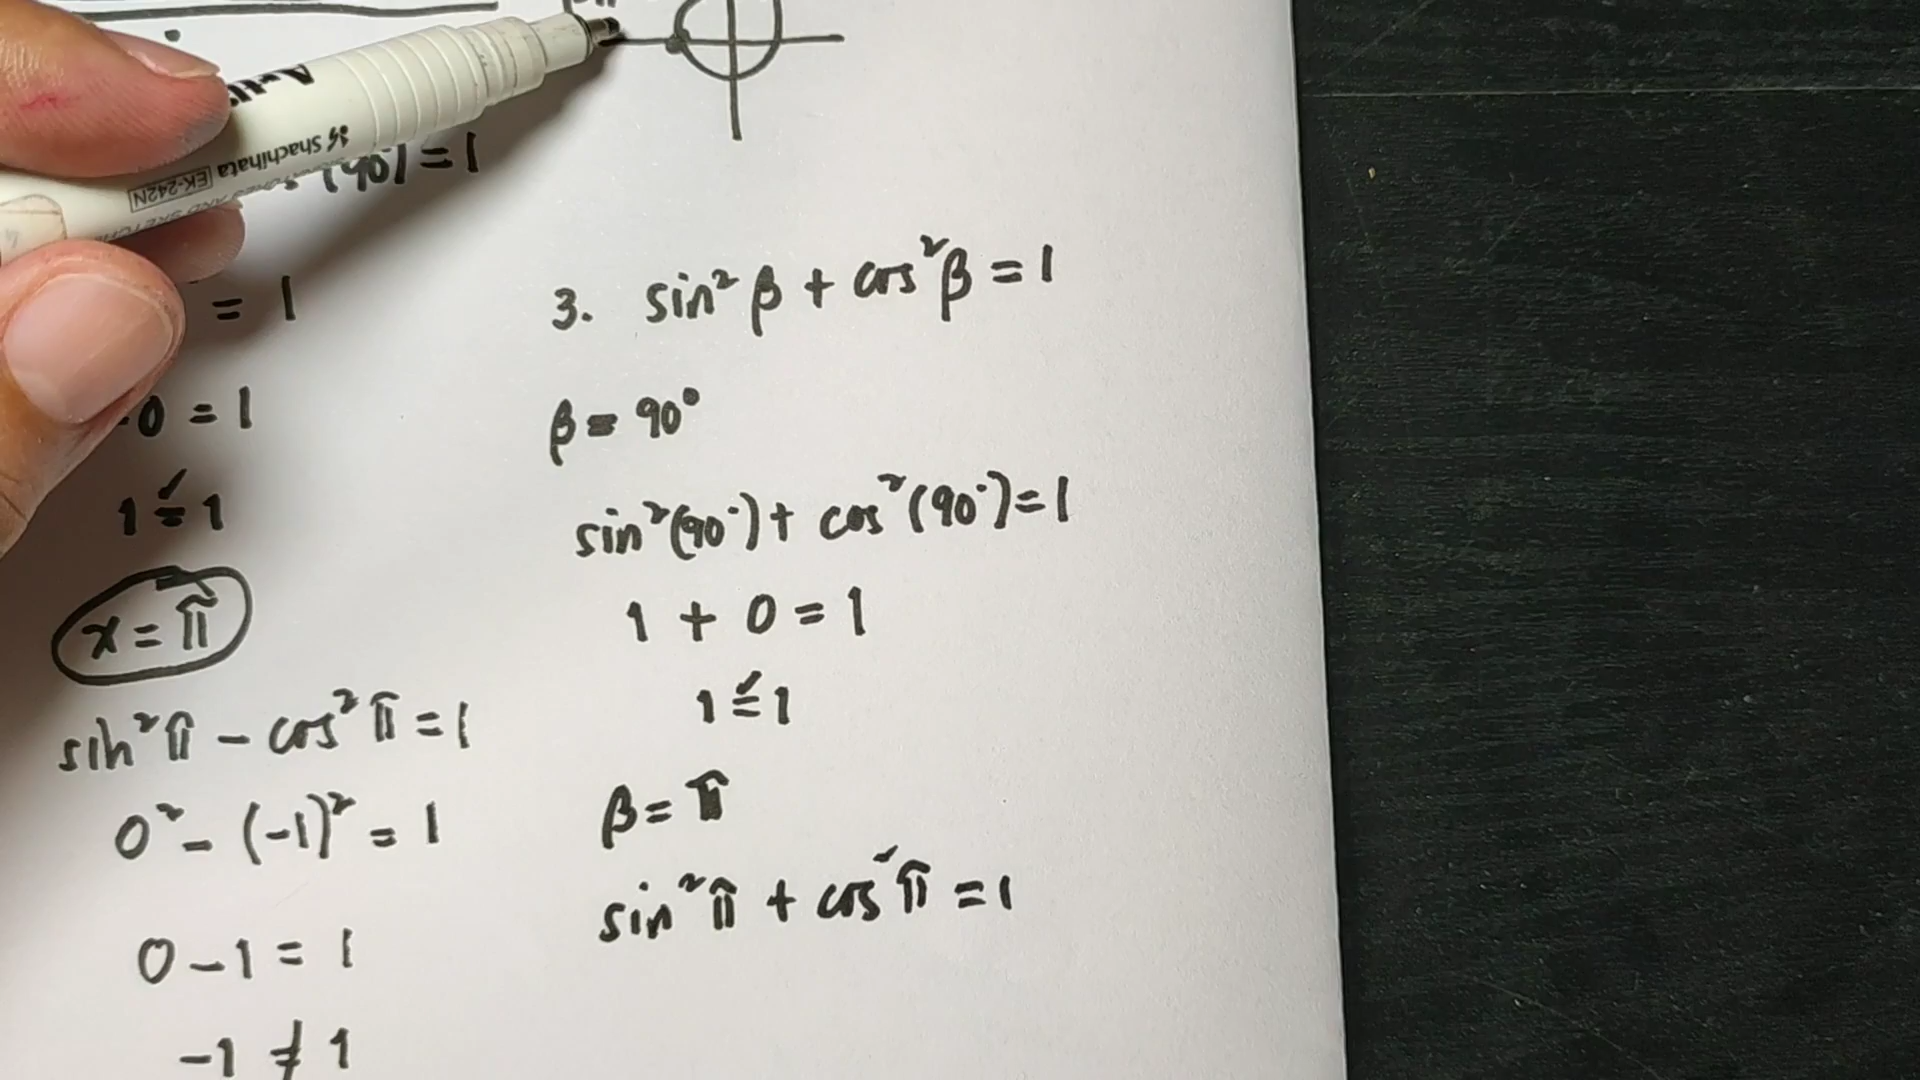 Artline
Shachihata
EK-242N
(90) = 1
= 1
0 = 1
1 = 1
x = π
sin²π - cos²π = 1
0² - (-1)² = 1
0 - 1 = 1
-1 ≠ 1
3. sin²β + cos²β = 1
β = 90°
sin²(90°) + cos²(90°) = 1
1 + 0 = 1
1 = 1
β = π
sin²π + cos²π = 1